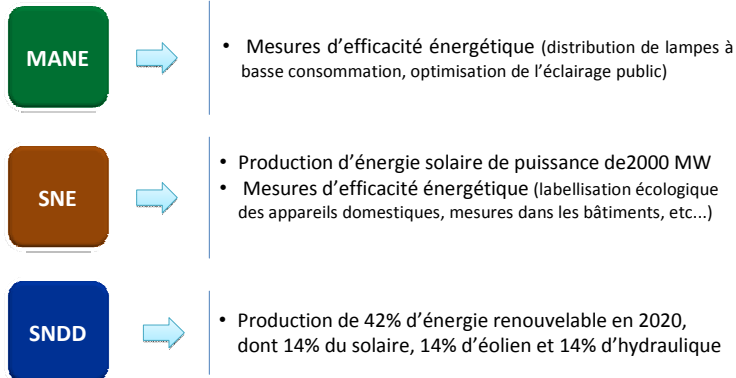 MANE
• Mesures d’efficacité énergétique (distribution de lampes à
basse consommation, optimisation de l’éclairage public)
SNE
• Production d’énergie solaire de puissance de2000 MW
• Mesures d’efficacité énergétique (labellisation écologique
des appareils domestiques, mesures dans les bâtiments, etc...)
SNDD
• Production de 42% d’énergie renouvelable en 2020,
dont 14% du solaire, 14% d’éolien et 14% d’hydraulique